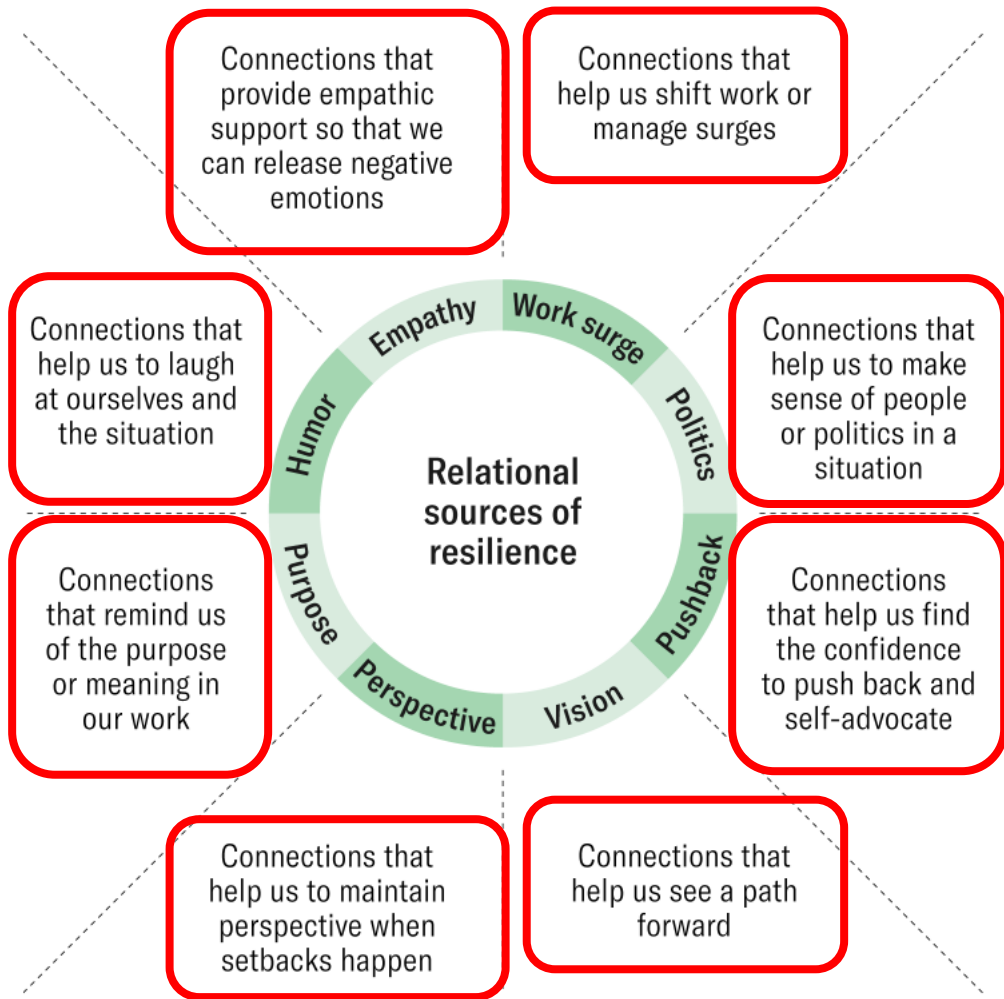 Connections that
provide empathic
support so that we
can release negative
emotions
Connections that
help us shift work or
manage surges
Connections that
help us to laugh
at ourselves and
the situation
Connections that
help us to make
sense of people
or politics in a
situation
Empathy
Work surge
Humor
Politics
Relational
sources of
resilience
Purpose
Pushback
Perspective
Vision
Connections
that remind us
of the purpose
or meaning in
our work
Connections
that help us find
the confidence
to push back and
self-advocate
Connections that
help us to maintain
perspective when
setbacks happen
Connections that
help us see a path
forward